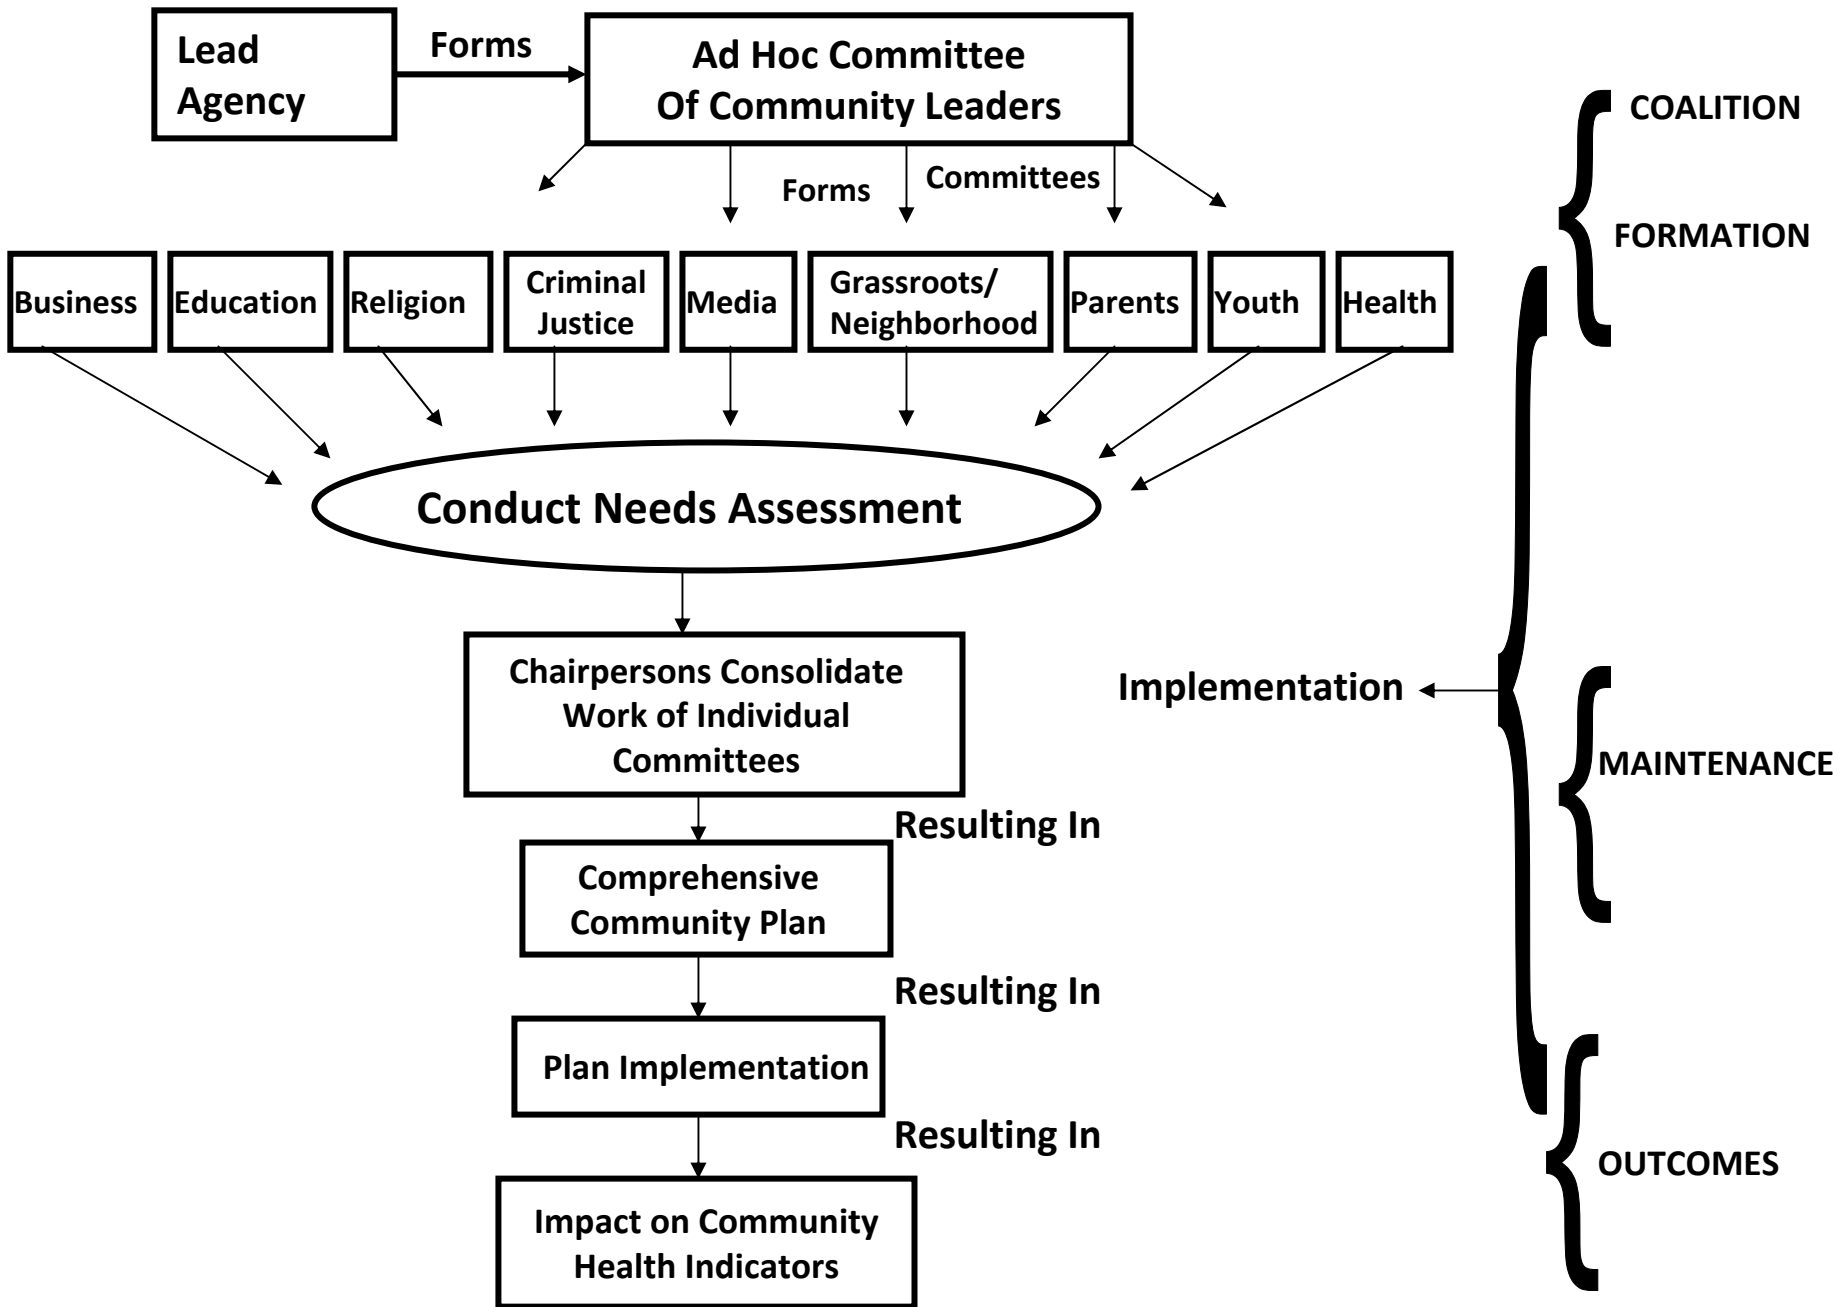 Lead
Agency
Forms
Ad Hoc Committee
Of Community Leaders
COALITION
FORMATION
Forms
Committees
Business
Education
Religion
Criminal
Justice
Media
Grassroots/
Neighborhood
Parents
Youth
Health
Conduct Needs Assessment
Chairpersons Consolidate
Work of Individual
Committees
Implementation
MAINTENANCE
Resulting In
Comprehensive
Community Plan
Resulting In
Plan Implementation
Resulting In
OUTCOMES
Impact on Community
Health Indicators